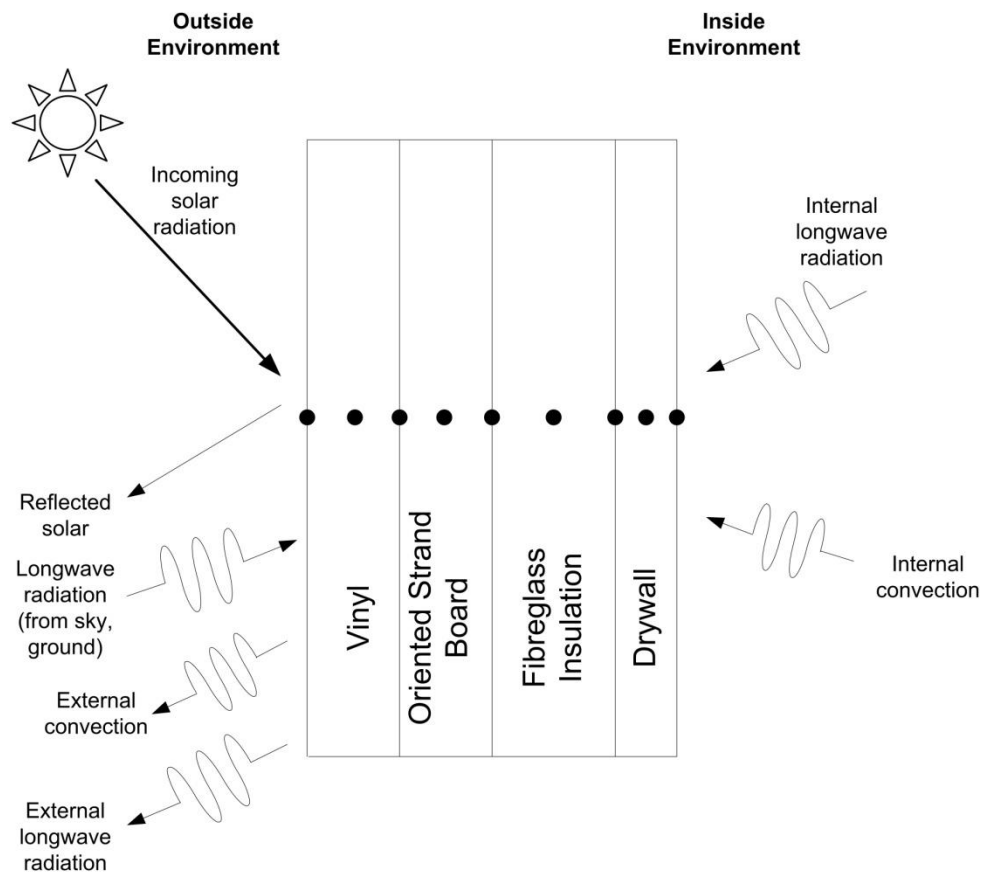 Outside
Environment
Inside
Environment
Incoming
solar
radiation
Internal
longwave
radiation
Reflected
solar
Longwave
radiation
(from sky,
ground)
External
convection
External
longwave
radiation
Vinyl
Oriented Strand
Board
Fibreglass
Insulation
Drywall
Internal
convection